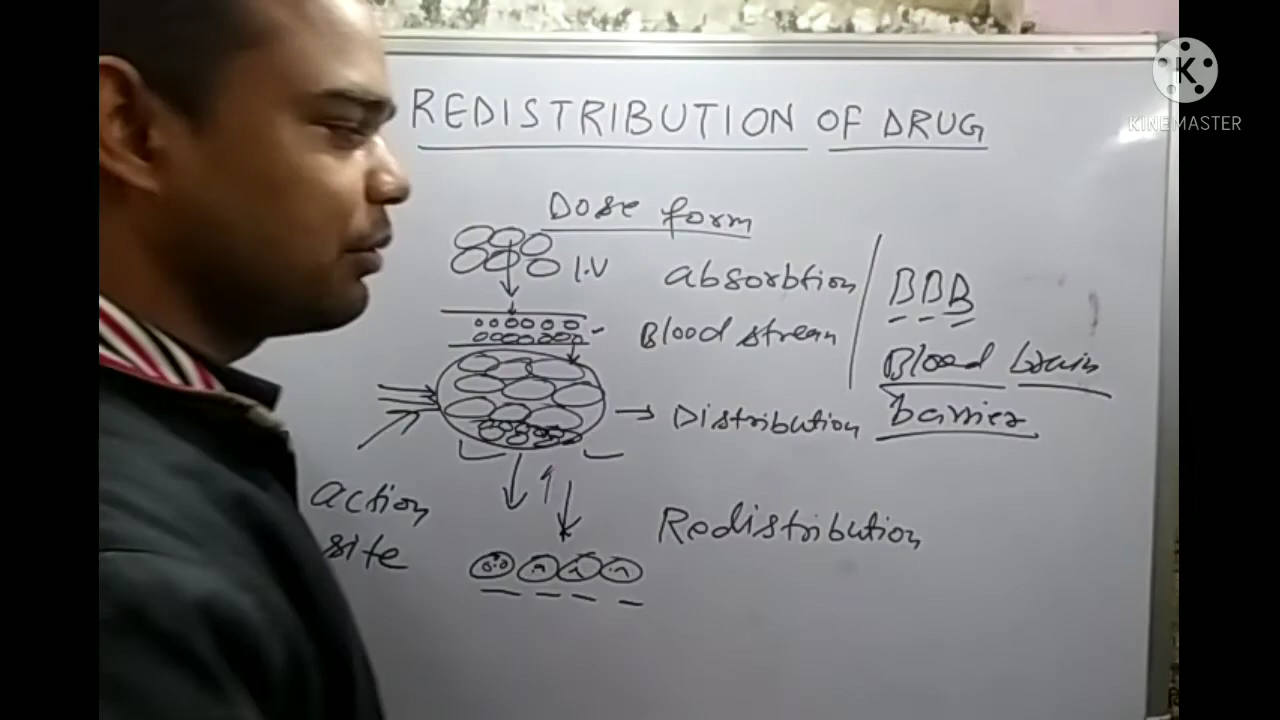 REDISTRIBUTION OF DRUG
Dose form
I.V
absorbtion
BBB
Blood stream
Blood brain
barrier
Distribution
action
site
Redistribution
K
KINEMASTER